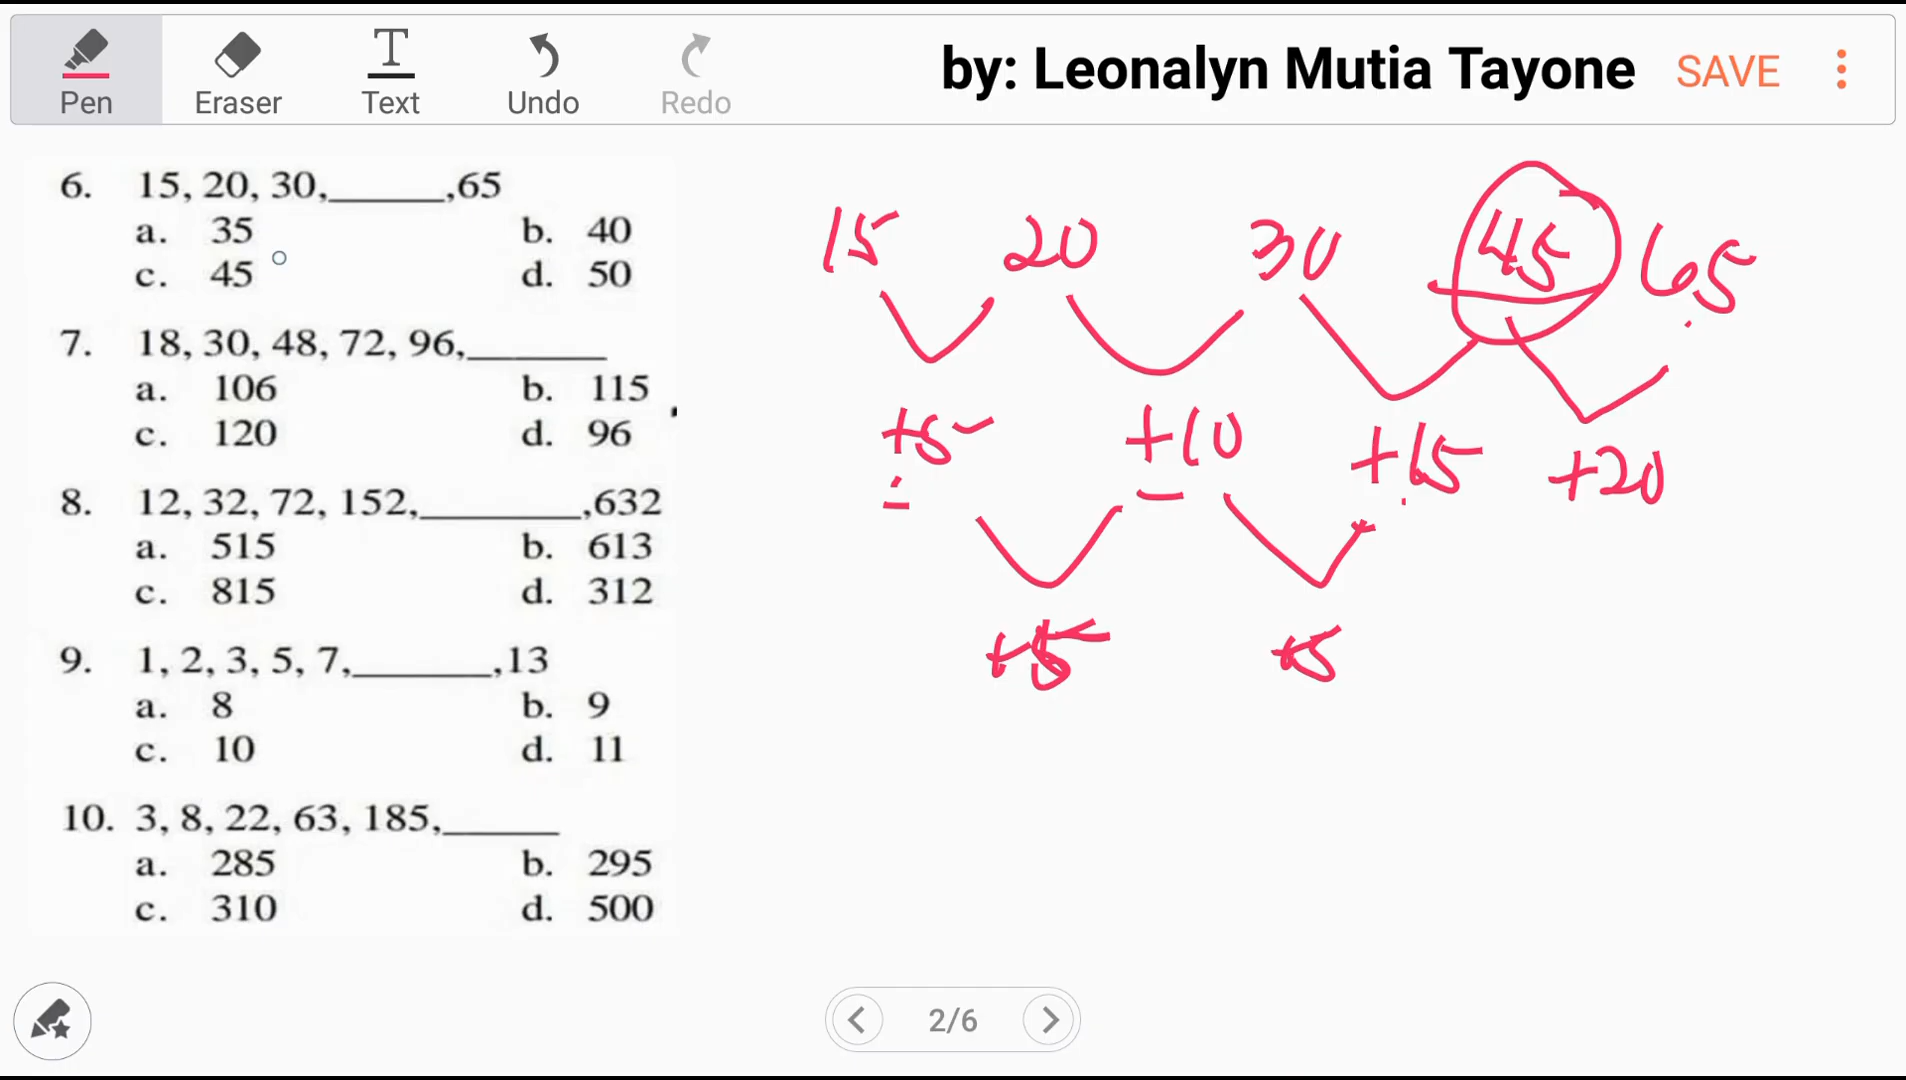 Pen Eraser Text Undo Redo by: Leonalyn Mutia Tayone SAVE
6. 15, 20, 30,______,65
a. 35 b. 40
c. 45 d. 50
7. 18, 30, 48, 72, 96,_______
a. 106 b. 115
c. 120 d. 96
8. 12, 32, 72, 152,________,632
a. 515 b. 613
c. 815 d. 312
9. 1, 2, 3, 5, 7,_______,13
a. 8 b. 9
c. 10 d. 11
10. 3, 8, 22, 63, 185,______
a. 285 b. 295
c. 310 d. 500
15 20 30 45 65
+5 +10 +15 +20
+5 +5
2/6